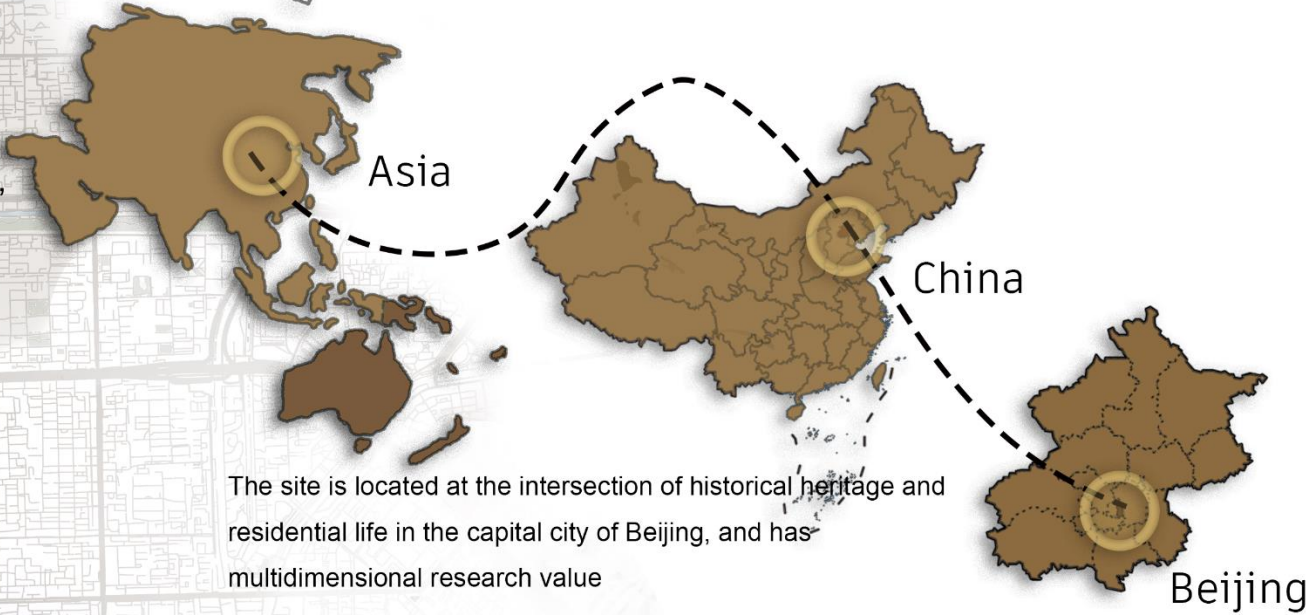 Asia
China
The site is located at the intersection of historical heritage and
residential life in the capital city of Beijing, and has
multidimensional research value
Beijing